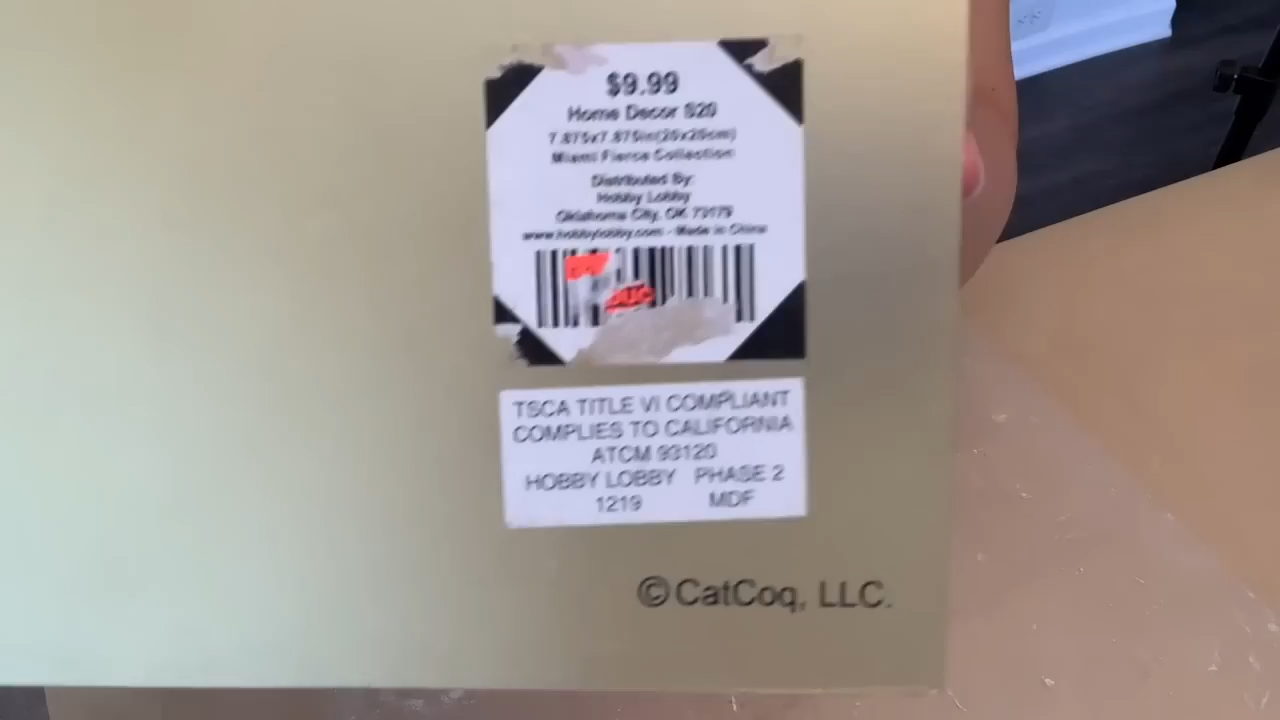 $9.99
Home Decor S20
7.875x7.875in(20x20cm)
Miami Fierce Collection
Distributed By:
Hobby Lobby
Oklahoma City, OK 73179
www.hobbylobby.com - Made in China
TSCA TITLE VI COMPLIANT
COMPLIES TO CALIFORNIA
ATCM 93120
HOBBY LOBBY PHASE 2
1219 MDF
©CatCoq, LLC.